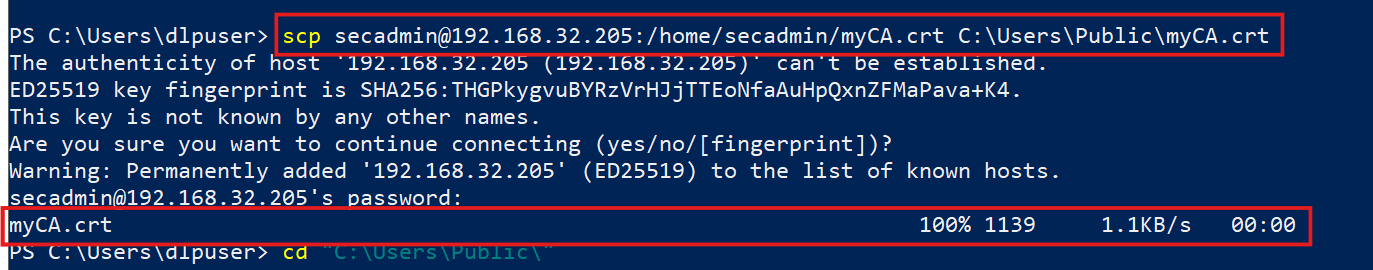 PS C:\Users\dlpuser> scp secadmin@192.168.32.205:/home/secadmin/myCA.crt C:\Users\Public\myCA.crt
The authenticity of host '192.168.32.205 (192.168.32.205)' can't be established.
ED25519 key fingerprint is SHA256:THGPkygvuBYRzVrHJjTTEoNfaAuHpQxnZFMaPava+K4.
This key is not known by any other names.
Are you sure you want to continue connecting (yes/no/[fingerprint])?
Warning: Permanently added '192.168.32.205' (ED25519) to the list of known hosts.
secadmin@192.168.32.205's password:
myCA.crt 100% 1139 1.1KB/s 00:00
PS C:\Users\dlpuser> cd "C:\Users\Public\"